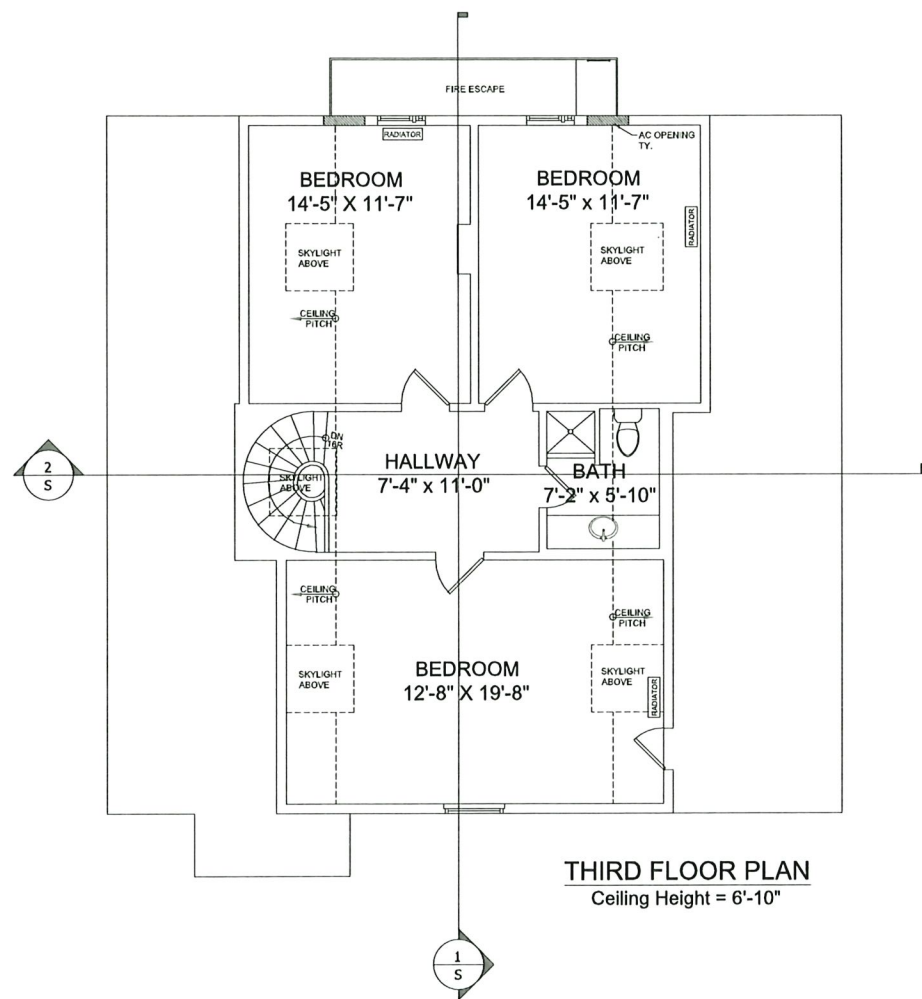 FIRE ESCAPE
RADIATOR
AC OPENING
TY.
BEDROOM
14'-5" X 11'-7"
BEDROOM
14'-5" x 11'-7"
RADIATOR
SKYLIGHT
ABOVE
SKYLIGHT
ABOVE
CEILING
PITCH
CEILING
PITCH
DN
16R
SKYLIGHT
ABOVE
HALLWAY
7'-4" x 11'-0"
BATH
7'-2" x 5'-10"
2
S
CEILING
PITCH
CEILING
PITCH
SKYLIGHT
ABOVE
BEDROOM
12'-8" X 19'-8"
SKYLIGHT
ABOVE
RADIATOR
THIRD FLOOR PLAN
Ceiling Height = 6'-10"
1
S